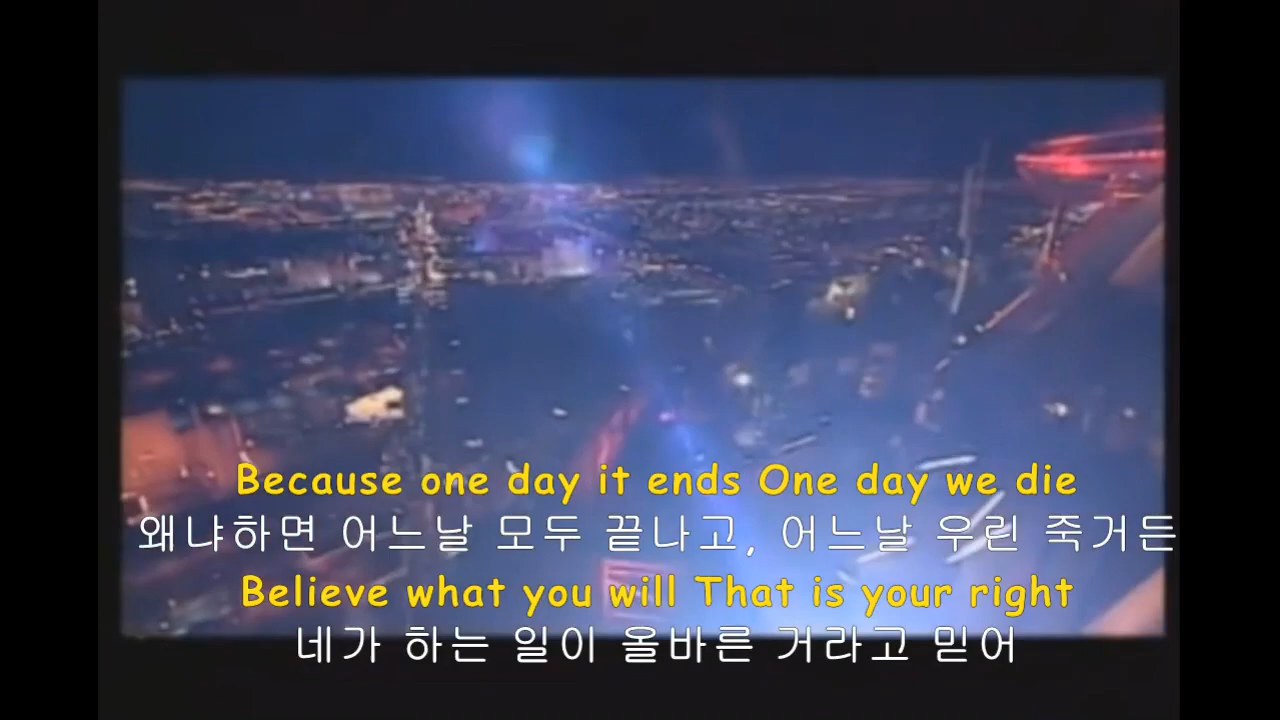 Because one day it ends One day we die
왜냐하면 어느날 모두 끝나고, 어느날 우린 죽거든
Believe what you will That is your right
네가 하는 일이 올바른 거라고 믿어